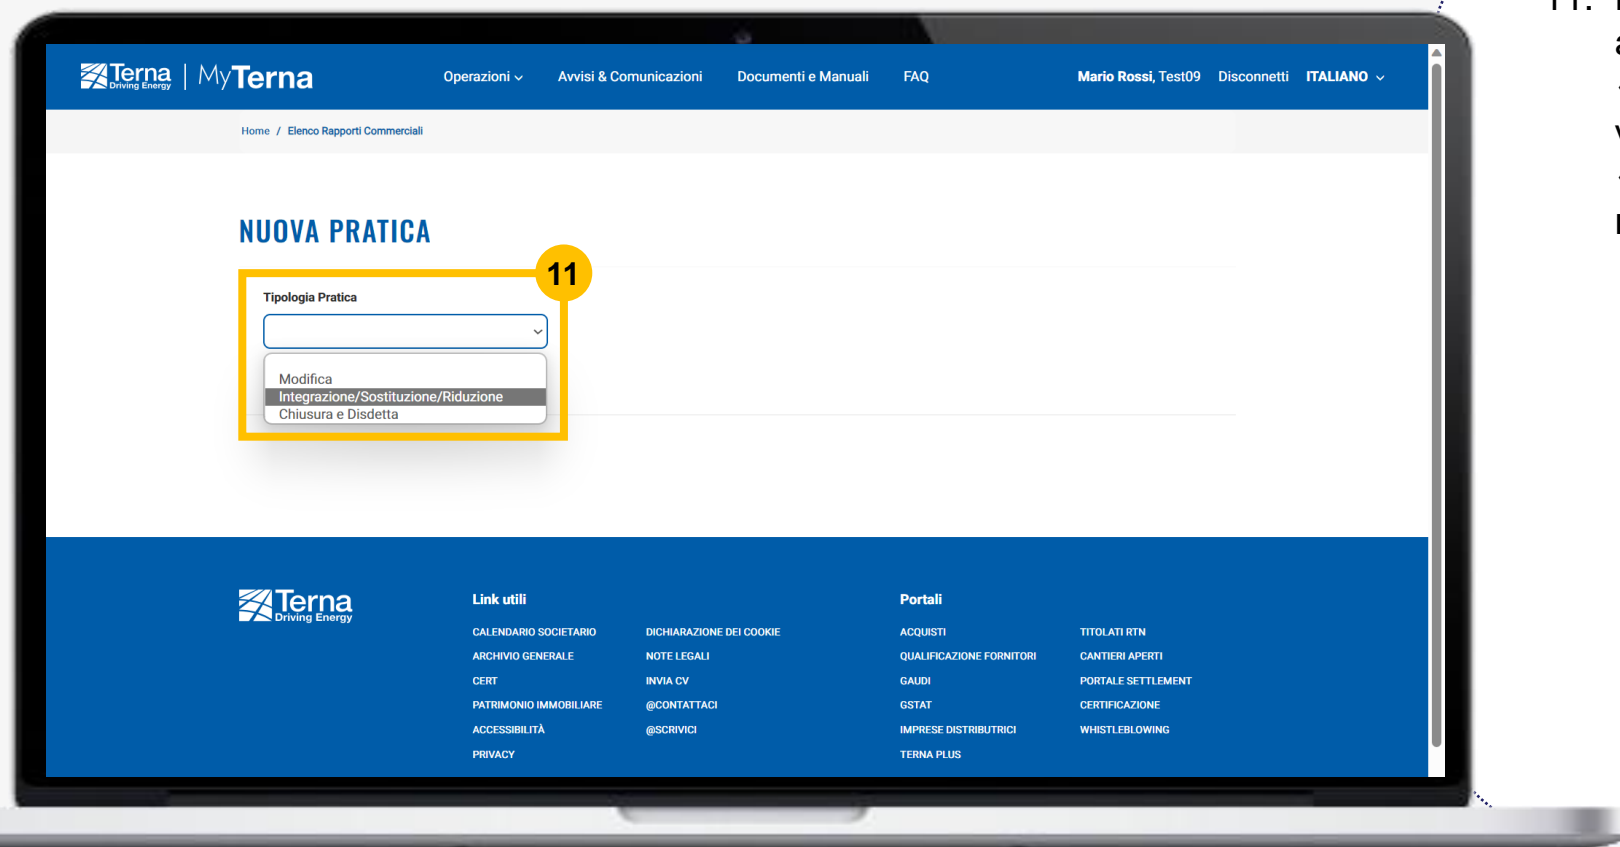 Terna Driving Energy | MyTerna Operazioni Avvisi & Comunicazioni Documenti e Manuali FAQ Mario Rossi, Test09 Disconnetti ITALIANO
Home / Elenco Rapporti Commerciali
NUOVA PRATICA
11
Tipologia Pratica
Modifica
Integrazione/Sostituzione/Riduzione
Chiusura e Disdetta
Terna
Driving Energy
Link utili
CALENDARIO SOCIETARIO
ARCHIVIO GENERALE
CERT
PATRIMONIO IMMOBILIARE
ACCESSIBILITÀ
PRIVACY
DICHIARAZIONE DEI COOKIE
NOTE LEGALI
INVIA CV
@CONTATTACI
@SCRIVICI
Portali
ACQUISTI
QUALIFICAZIONE FORNITORI
GAUDI
GSTAT
IMPRESE DISTRIBUTRICI
TERNA PLUS
TITOLATI RTN
CANTIERI APERTI
PORTALE SETTLEMENT
CERTIFICAZIONE
WHISTLEBLOWING
11.